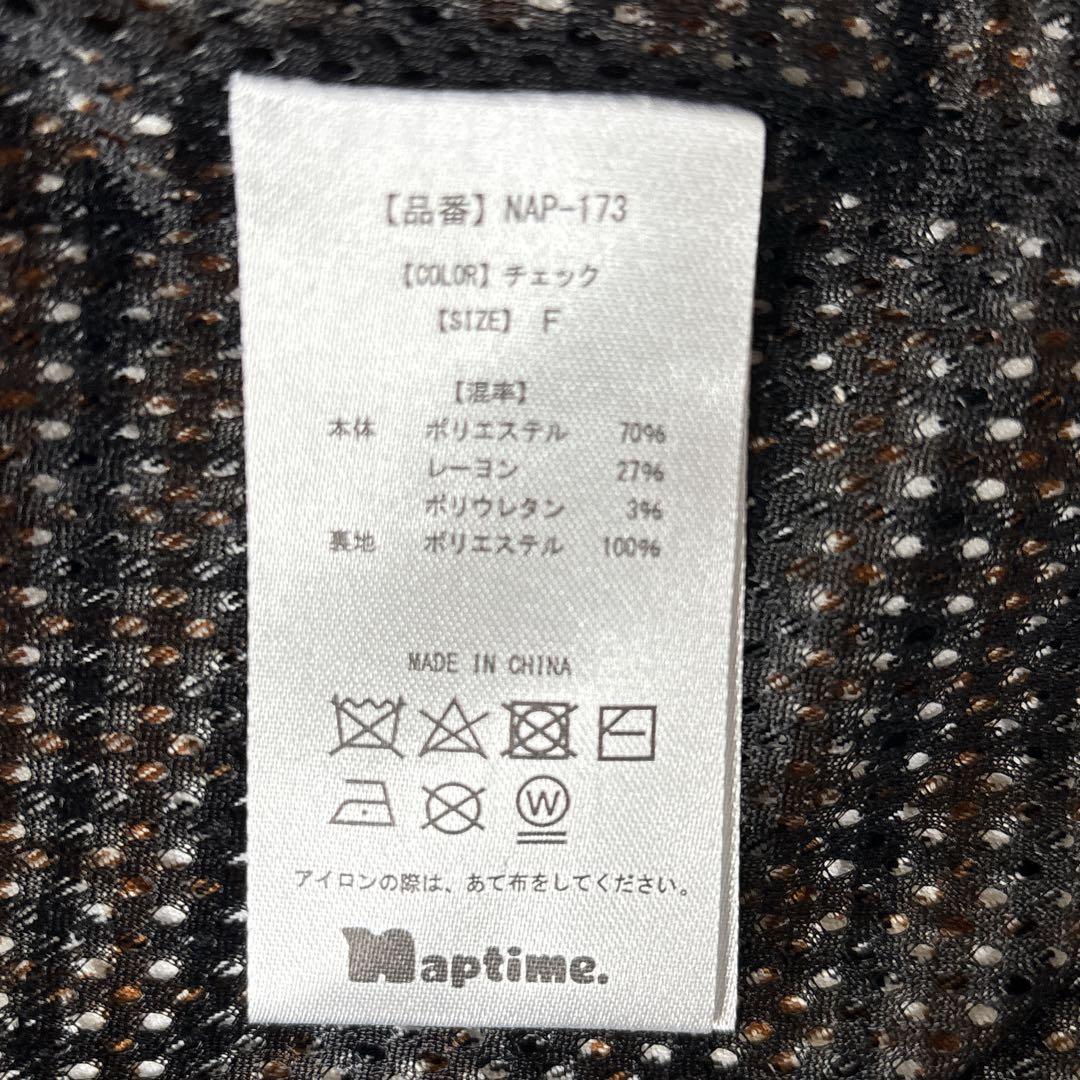 【品番】NAP-173
【COLOR】チェック
【SIZE】 F
【混率】
本体 ポリエステル 70%
レーヨン 27%
ポリウレタン 3%
裏地 ポリエステル 100%
MADE IN CHINA
W
アイロンの際は、あて布をしてください。
Naptime.